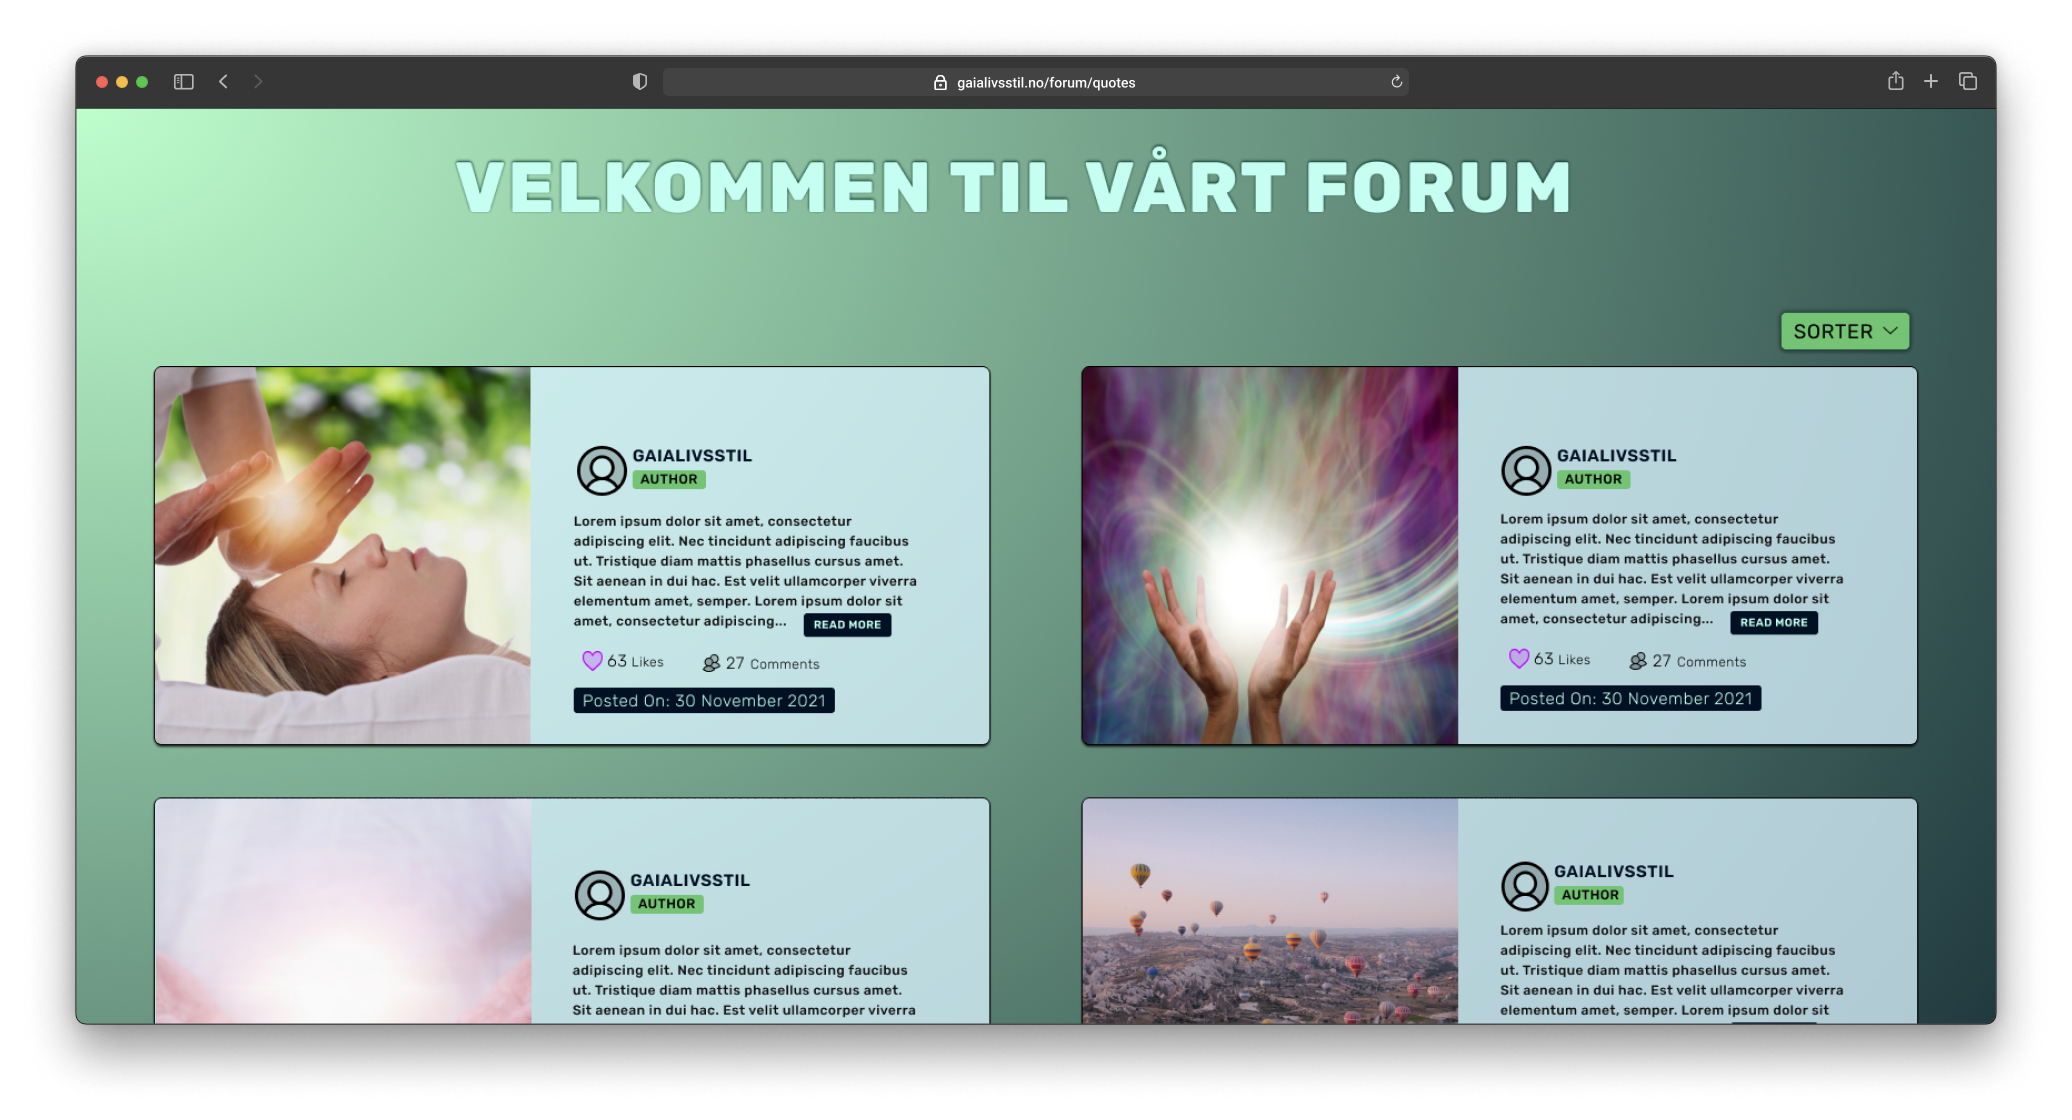 gaialivsstil.no/forum/quotes
VELKOMMEN TIL VÅRT FORUM
SORTER
GAIALIVSSTIL
AUTHOR
Lorem ipsum dolor sit amet, consectetur
adipiscing elit. Nec tincidunt adipiscing faucibus
ut. Tristique diam mattis phasellus cursus amet.
Sit aenean in dui hac. Est velit ullamcorper viverra
elementum amet, semper. Lorem ipsum dolor sit
amet, consectetur adipiscing... READ MORE
63 Likes 27 Comments
Posted On: 30 November 2021
GAIALIVSSTIL
AUTHOR
Lorem ipsum dolor sit amet, consectetur
adipiscing elit. Nec tincidunt adipiscing faucibus
ut. Tristique diam mattis phasellus cursus amet.
Sit aenean in dui hac. Est velit ullamcorper viverra
elementum amet, semper. Lorem ipsum dolor sit
amet, consectetur adipiscing... READ MORE
63 Likes 27 Comments
Posted On: 30 November 2021
GAIALIVSSTIL
AUTHOR
Lorem ipsum dolor sit amet, consectetur
adipiscing elit. Nec tincidunt adipiscing faucibus
ut. Tristique diam mattis phasellus cursus amet.
Sit aenean in dui hac. Est velit ullamcorper viverra
GAIALIVSSTIL
AUTHOR
Lorem ipsum dolor sit amet, consectetur
adipiscing elit. Nec tincidunt adipiscing faucibus
ut. Tristique diam mattis phasellus cursus amet.
Sit aenean in dui hac. Est velit ullamcorper viverra
elementum amet, semper. Lorem ipsum dolor sit